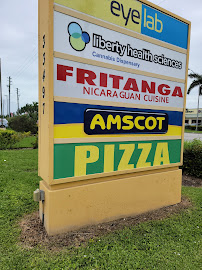 eyelab
liberty health sciences
Cannabis Dispensary
FRITANGA
NICARAGUAN CUISINE
AMSCOT
PIZZA